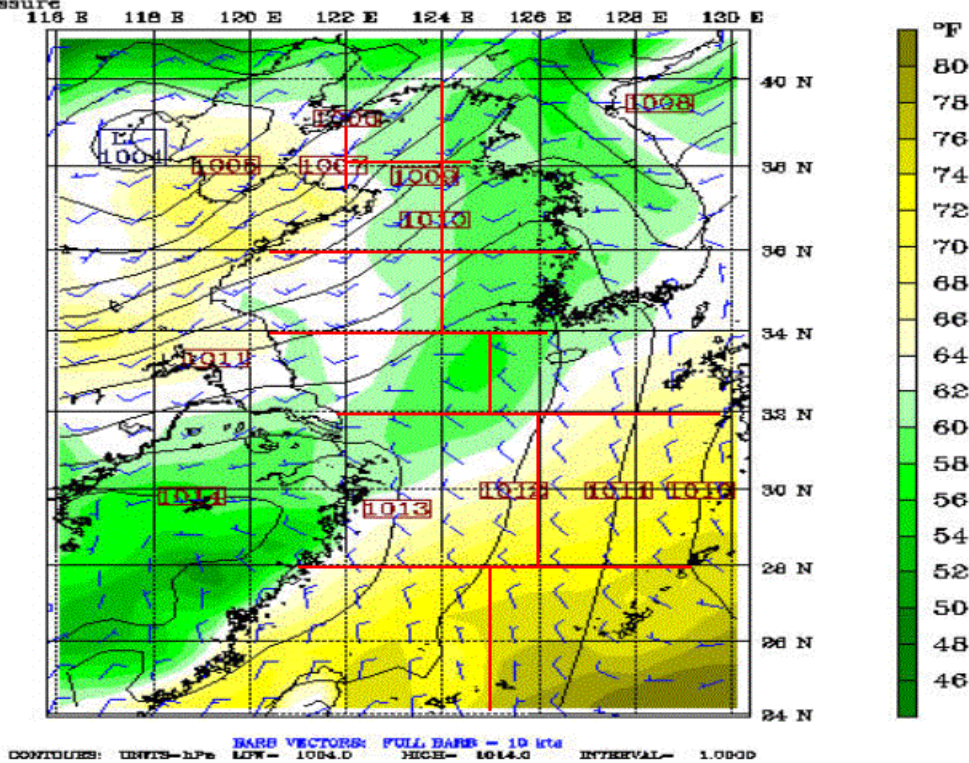 ssure
116 E 118 E 120 E 122 E 124 E 126 E 128 E 130 E
°F
80
40 N
1008
78
1006
L
1004
76
38 N
1005
1007
1009
74
1010
72
36 N
70
68
34 N
66
1011
64
32 N
62
60
30 N
1014
1013
1012
1011
1010
58
56
28 N
54
52
26 N
50
48
46
24 N
BARB VECTORS: FULL BARB = 10 kts
CONTOURS: UNITS=hPa LOW= 1004.0 HIGH= 1014.0 INTERVAL= 1.0000